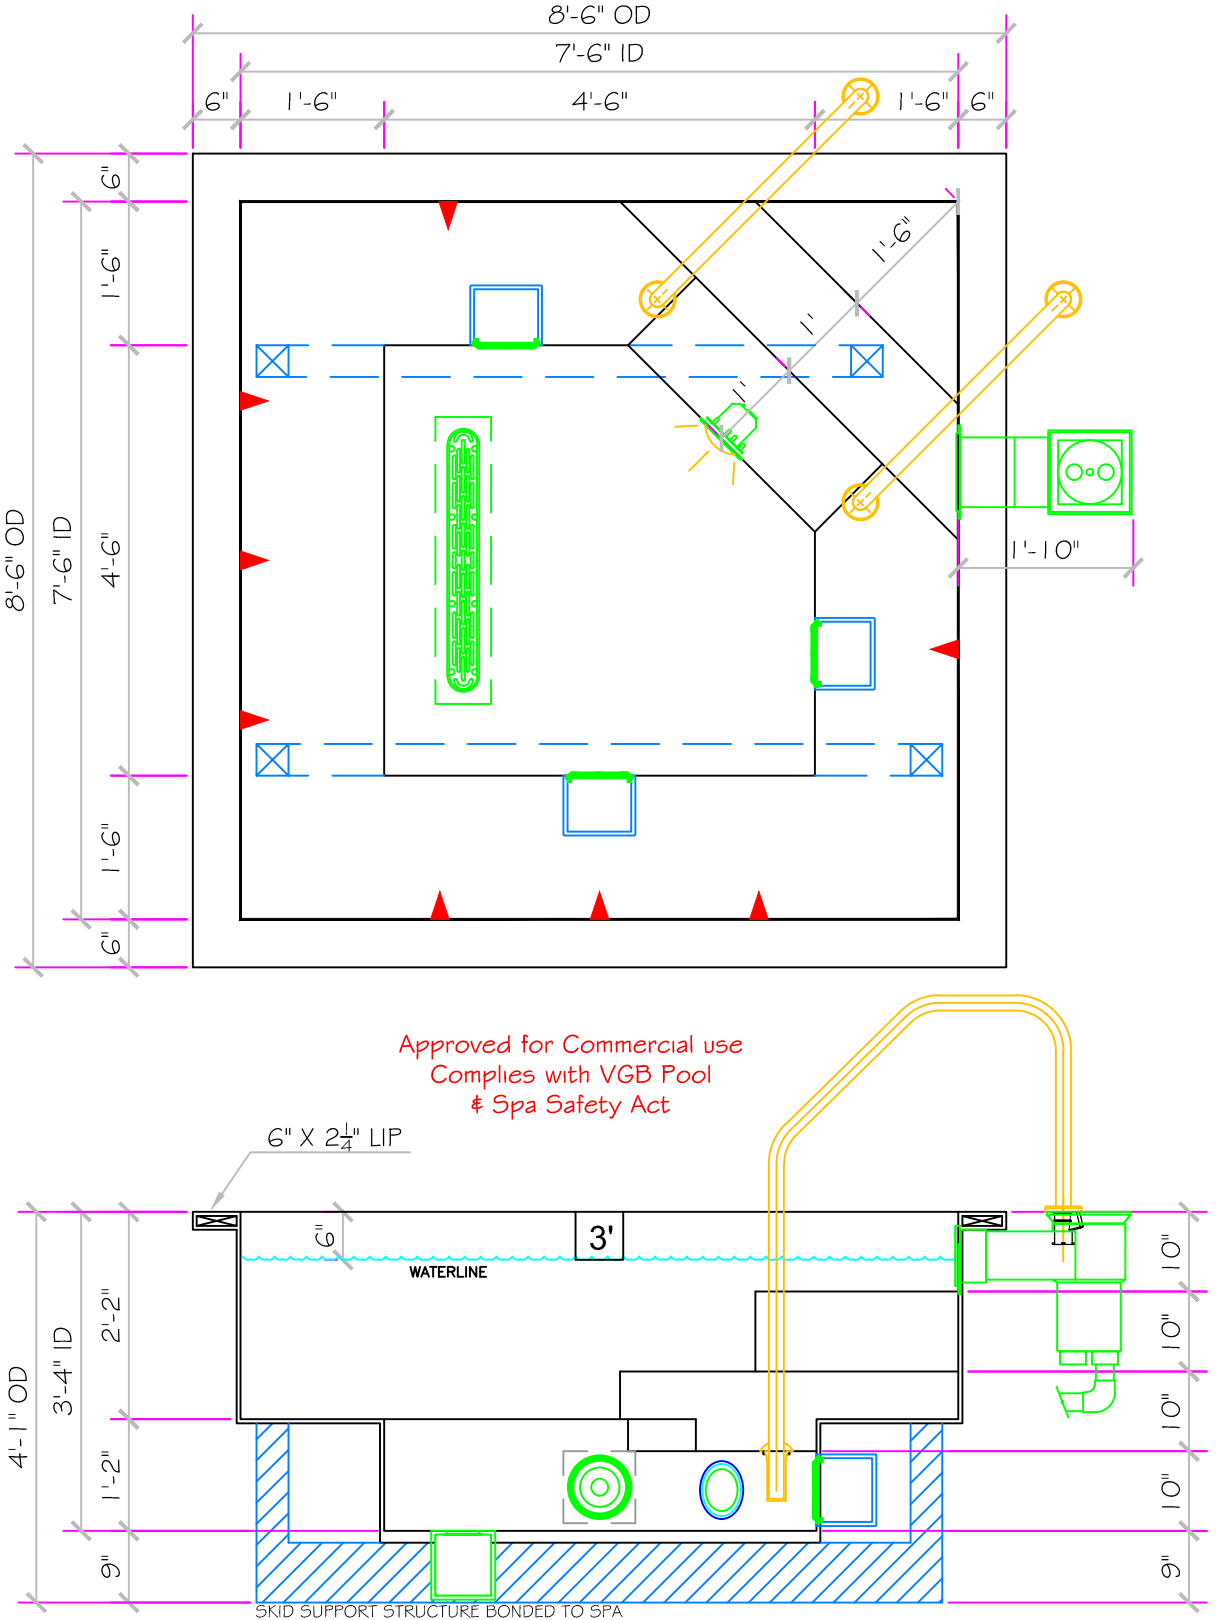 8'-6" OD
7'-6" ID
6" 1'-6" 4'-6" 1'-6" 6"
6"
1'-6"
1'-6"
1'
1'
8'-6" OD
7'-6" ID
4'-6"
1'-10"
1'-6"
6"
Approved for Commercial use
Complies with VGB Pool
& Spa Safety Act
6" X 2 1/4" LIP
6"
3'
WATERLINE
10"
2'-2"
10"
3'-4" ID
4'-1" OD
10"
1'-2"
10"
9"
9"
SKID SUPPORT STRUCTURE BONDED TO SPA